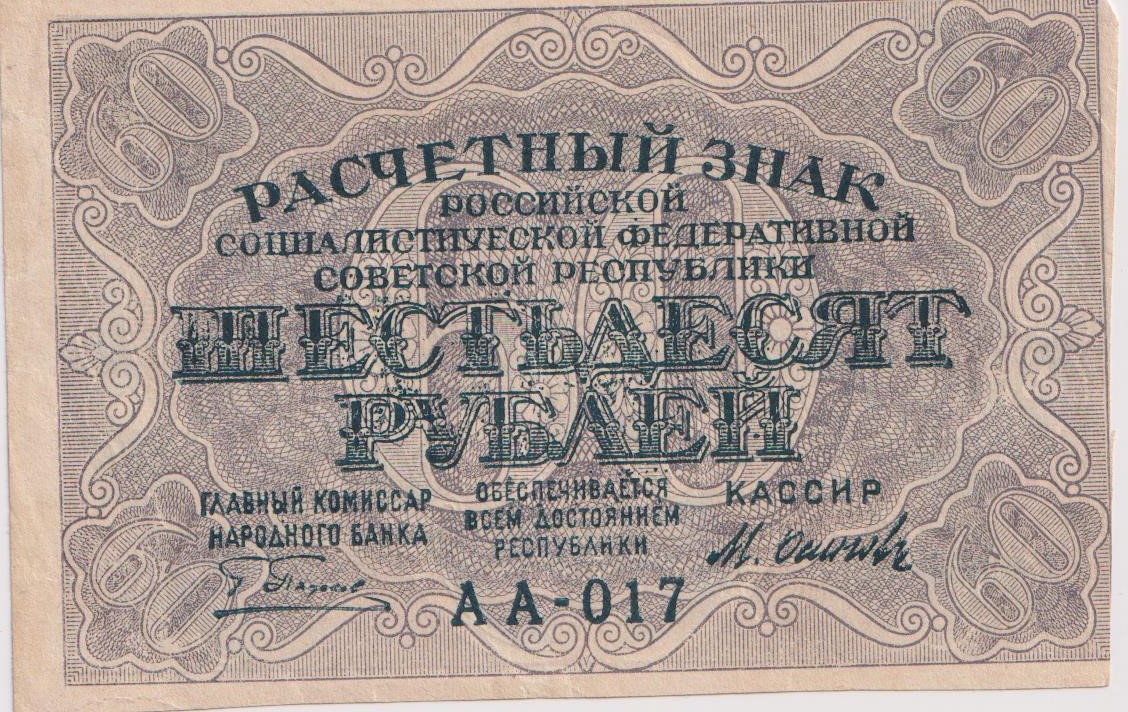 60 60
РАСЧЕТНЫЙ ЗНАК
РОССИЙСКОЙ
СОЦИАЛИСТИЧЕСКОЙ ФЕДЕРАТИВНОЙ
СОВЕТСКОЙ РЕСПУБЛИКИ
ШЕСТЬДЕСЯТ
РУБЛЕЙ
60
ГЛАВНЫЙ КОМИССАР
НАРОДНОГО БАНКА
ОБЕСПЕЧИВАЕТСЯ
ВСЕМ ДОСТОЯНИЕМ
РЕСПУБЛИКИ
КАССИР
АА-017
60 60